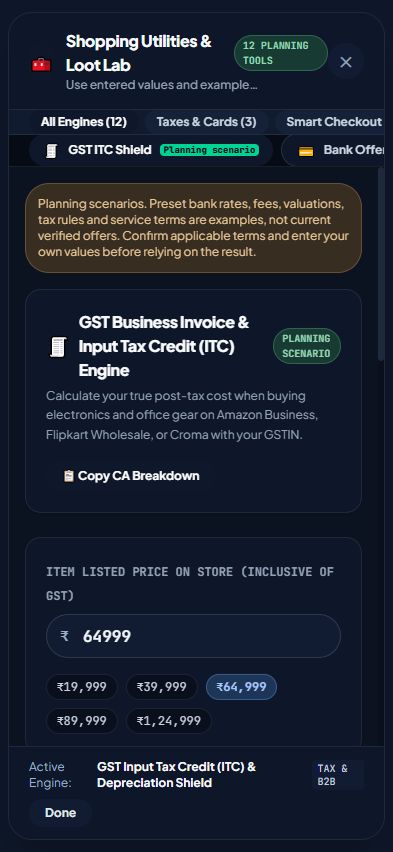 Shopping Utilities &
Loot Lab
12 PLANNING
TOOLS
Use entered values and example...
All Engines (12)
Taxes & Cards (3)
Smart Checkout
GST ITC Shield
Planning scenario
Bank Offer
Planning scenarios. Preset bank rates, fees, valuations,
tax rules and service terms are examples, not current
verified offers. Confirm applicable terms and enter your
own values before relying on the result.
GST Business Invoice &
Input Tax Credit (ITC)
Engine
PLANNING
SCENARIO
Calculate your true post-tax cost when buying
electronics and office gear on Amazon Business,
Flipkart Wholesale, or Croma with your GSTIN.
Copy CA Breakdown
ITEM LISTED PRICE ON STORE (INCLUSIVE OF
GST)
₹ 64999
₹19,999
₹39,999
₹64,999
₹89,999
₹1,24,999
Active
Engine:
GST Input Tax Credit (ITC) &
Depreciation Shield
TAX &
B2B
Done